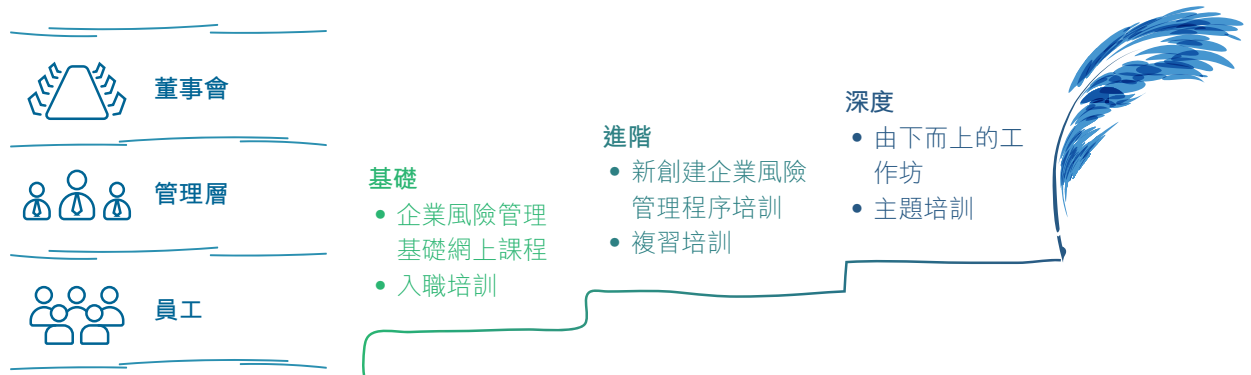 董事會
管理層
員工
基礎
• 企業風險管理
基礎網上課程
• 入職培訓
進階
• 新創建企業風險
管理程序培訓
• 複習培訓
深度
• 由下而上的工
作坊
• 主題培訓